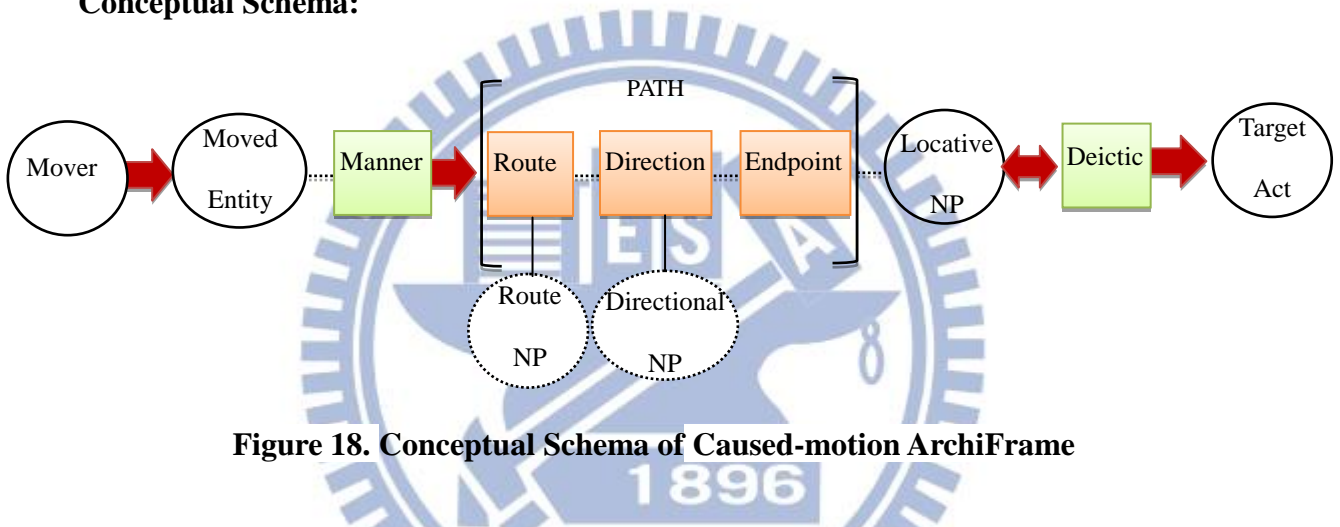 Conceptual Schema:
PATH
Mover
Moved
Entity
Manner
Route
Direction
Endpoint
Locative
NP
Deictic
Target
Act
Route
NP
Directional
NP
Figure 18. Conceptual Schema of Caused-motion ArchiFrame
ES
A
1896